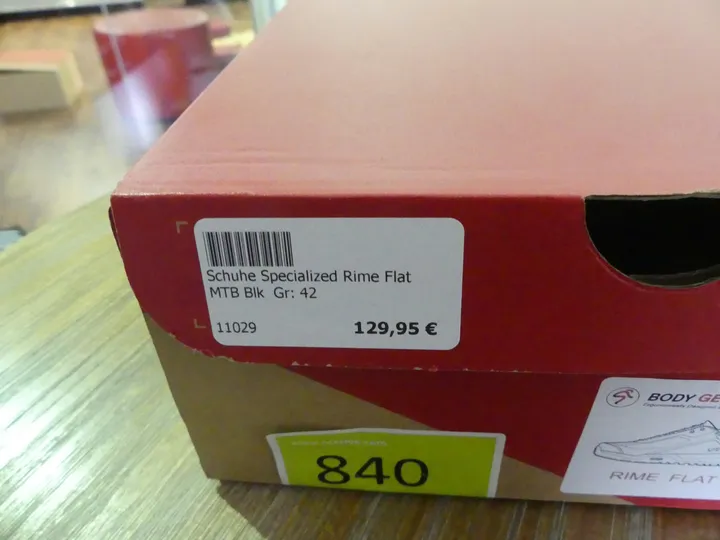 Schuhe Specialized Rime Flat
MTB Blk Gr: 42
11029
129,95 €
840
BODY GE
RIME FLAT